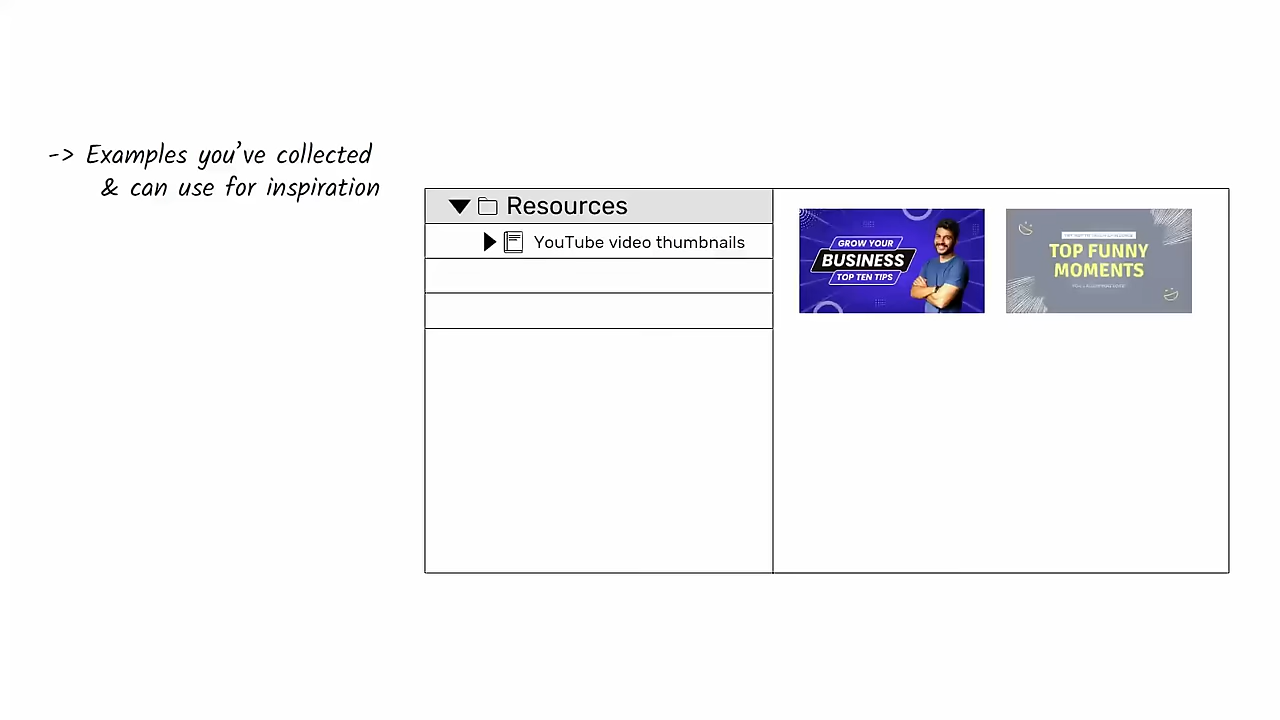 -> Examples you've collected
& can use for inspiration
Resources
YouTube video thumbnails
GROW YOUR
BUSINESS
TOP TEN TIPS
TOP FUNNY
MOMENTS